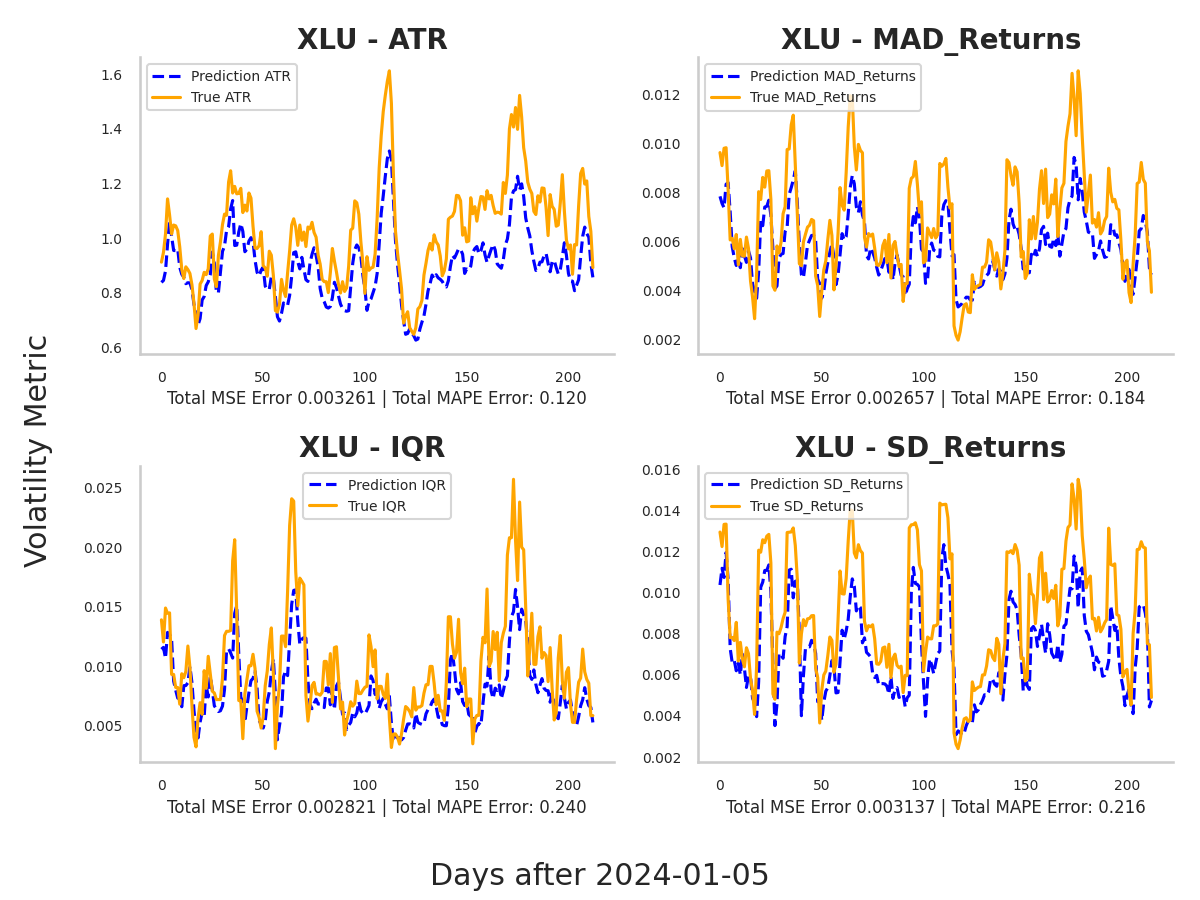 XLU - ATR
Prediction ATR
True ATR
1.6
1.4
1.2
1.0
0.8
0.6
0 50 100 150 200
Total MSE Error 0.003261 | Total MAPE Error: 0.120
XLU - MAD_Returns
Prediction MAD_Returns
True MAD_Returns
0.012
0.010
0.008
0.006
0.004
0.002
0 50 100 150 200
Total MSE Error 0.002657 | Total MAPE Error: 0.184
Volatility Metric
XLU - IQR
Prediction IQR
True IQR
0.025
0.020
0.015
0.010
0.005
0 50 100 150 200
Total MSE Error 0.002821 | Total MAPE Error: 0.240
XLU - SD_Returns
Prediction SD_Returns
True SD_Returns
0.016
0.014
0.012
0.010
0.008
0.006
0.004
0.002
0 50 100 150 200
Total MSE Error 0.003137 | Total MAPE Error: 0.216
Days after 2024-01-05